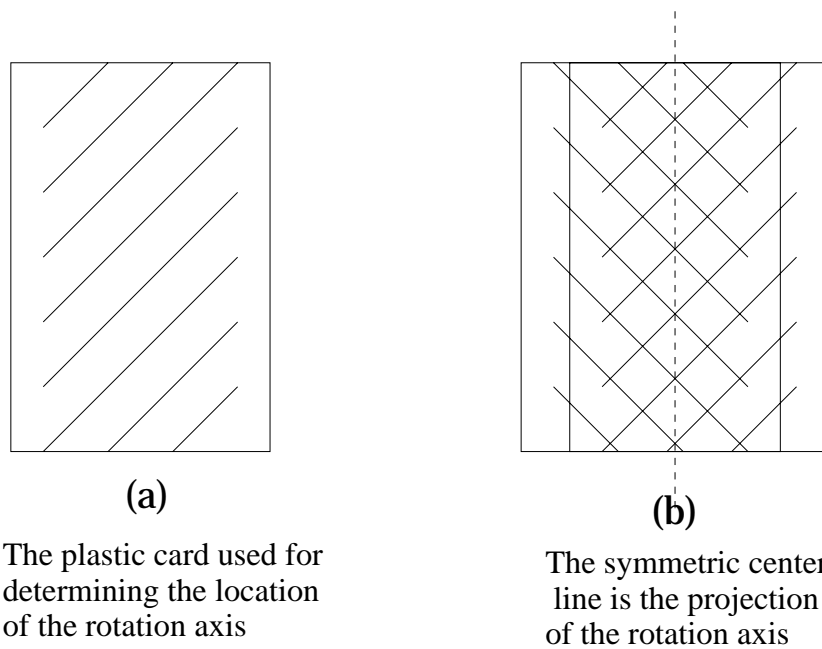 (a)
The plastic card used for
determining the location
of the rotation axis
(b)
The symmetric center
line is the projection
of the rotation axis